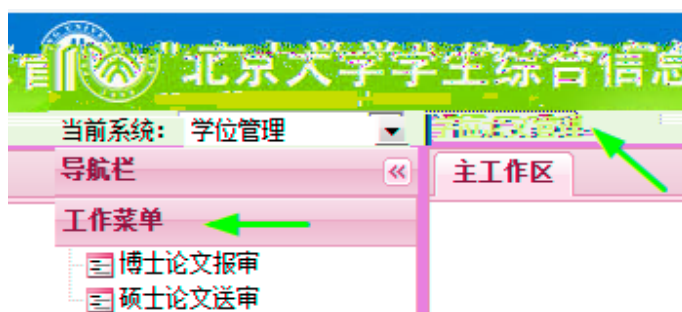 北京大学学生综合信息
当前系统： 学位管理
导航栏
主工作区
工作菜单
博士论文报审
硕士论文送审